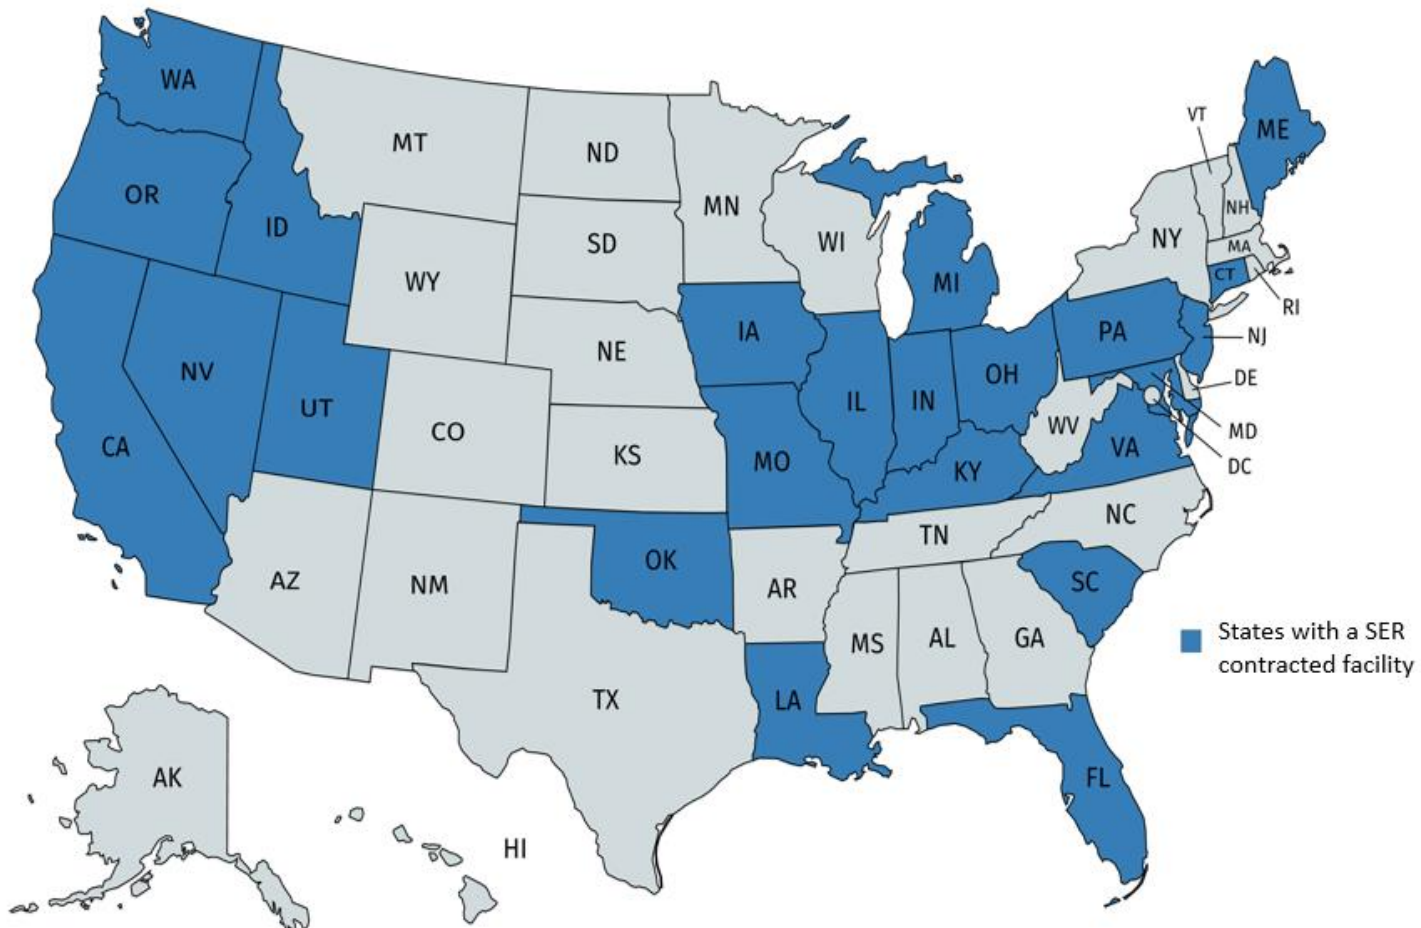 WA
MT
ND
MN
VT
ME
OR
ID
SD
WI
NY
NH
MA
WY
MI
CT
RI
IA
PA
NJ
NE
NV
UT
CO
IL
IN
OH
DE
CA
KS
MO
WV
VA
MD
KY
DC
NC
TN
OK
AZ
NM
AR
SC
MS
AL
GA
States with a SER
contracted facility
TX
LA
AK
FL
HI